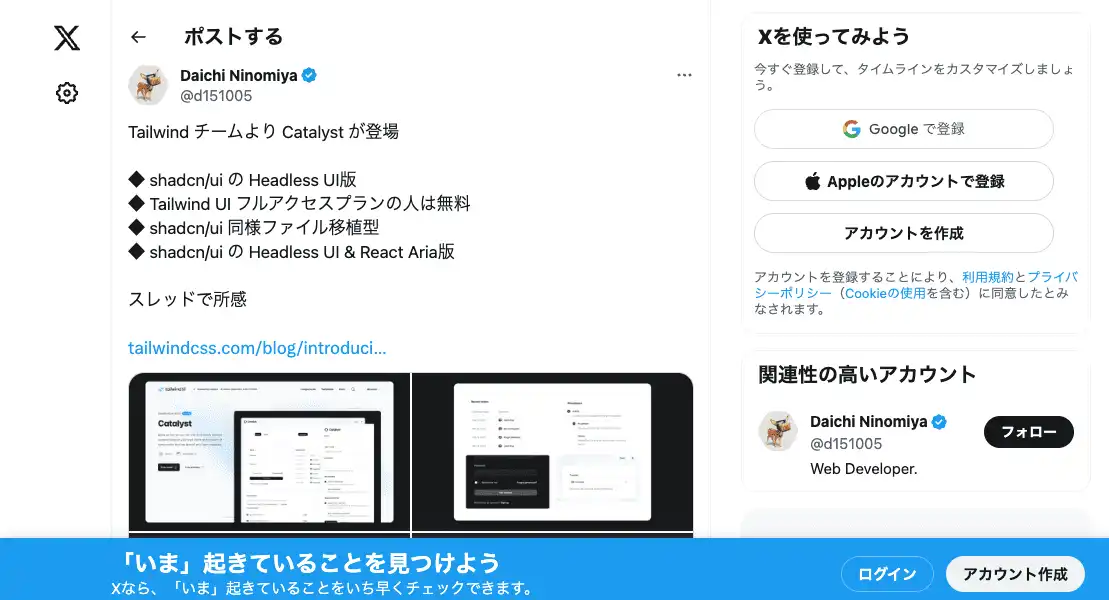 ポストする
Daichi Ninomiya
@d151005
Tailwind チームより Catalyst が登場
◆ shadcn/ui の Headless UI版
◆ Tailwind UI フルアクセスプランの人は無料
◆ shadcn/ui 同様ファイル移植型
◆ shadcn/ui の Headless UI & React Aria版
スレッドで所感
tailwindcss.com/blog/introduci...
Catalyst
Xを使ってみよう
今すぐ登録して、タイムラインをカスタマイズしましょ
う。
Google で登録
Appleのアカウントで登録
アカウントを作成
アカウントを登録することにより、利用規約とプライバ
シーポリシー（Cookieの使用を含む）に同意したとみ
なされます。
関連性の高いアカウント
Daichi Ninomiya
@d151005
フォロー
Web Developer.
「いま」起きていることを見つけよう
Xなら、「いま」起きていることをいち早くチェックできます。
ログイン
アカウント作成